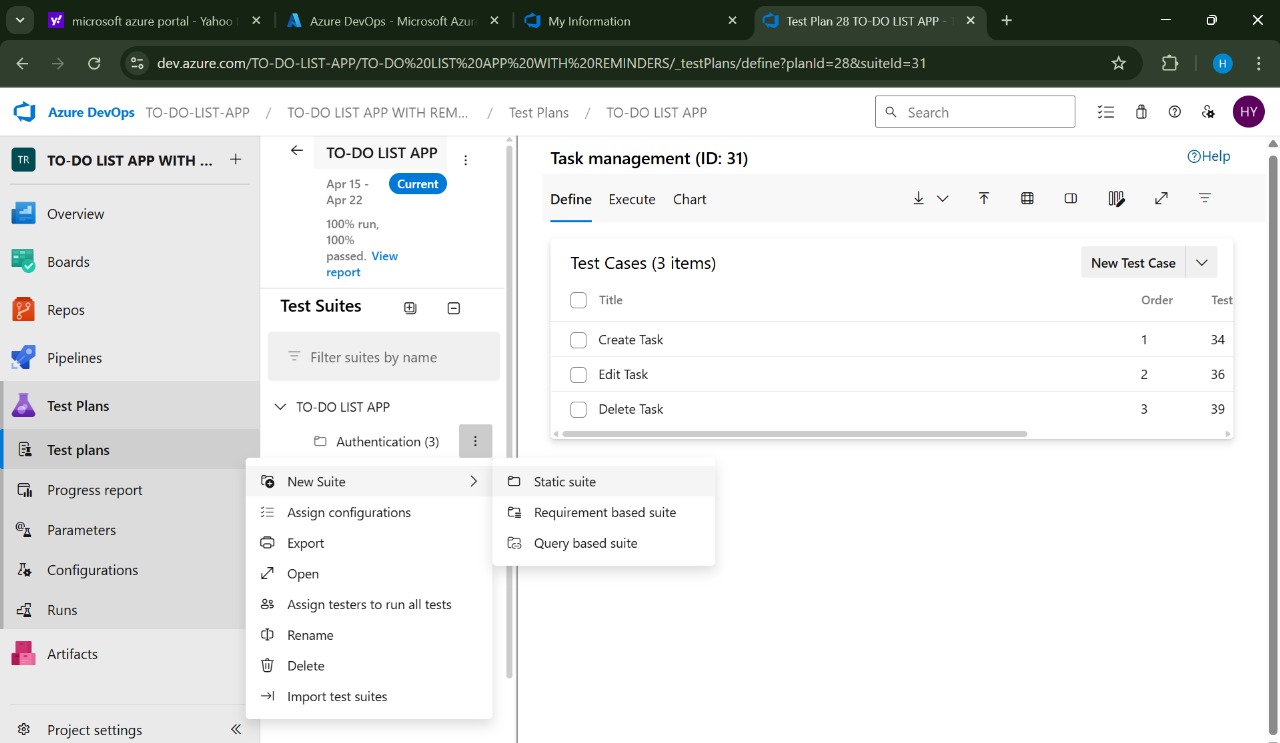 microsoft azure portal - Yahoo
Azure DevOps - Microsoft Azur
My Information
Test Plan 28 TO-DO LIST APP -
dev.azure.com/TO-DO-LIST-APP/TO-DO%20LIST%20APP%20WITH%20REMINDERS/_testPlans/define?planId=28&suiteId=31
H
Azure DevOps TO-DO-LIST-APP / TO-DO LIST APP WITH REM... / Test Plans / TO-DO LIST APP
Search
HY
TR TO-DO LIST APP WITH ... +
Overview
Boards
Repos
Pipelines
Test Plans
Test plans
Progress report
Parameters
Configurations
Runs
Artifacts
Project settings
TO-DO LIST APP
Apr 15 -
Apr 22
Current
100% run,
100%
passed. View
report
Test Suites
Filter suites by name
TO-DO LIST APP
Authentication (3)
New Suite
Assign configurations
Export
Open
Assign testers to run all tests
Rename
Delete
Import test suites
Static suite
Requirement based suite
Query based suite
Task management (ID: 31)
Help
Define Execute Chart
Test Cases (3 items)
New Test Case
Title Order Test
Create Task 1 34
Edit Task 2 36
Delete Task 3 39